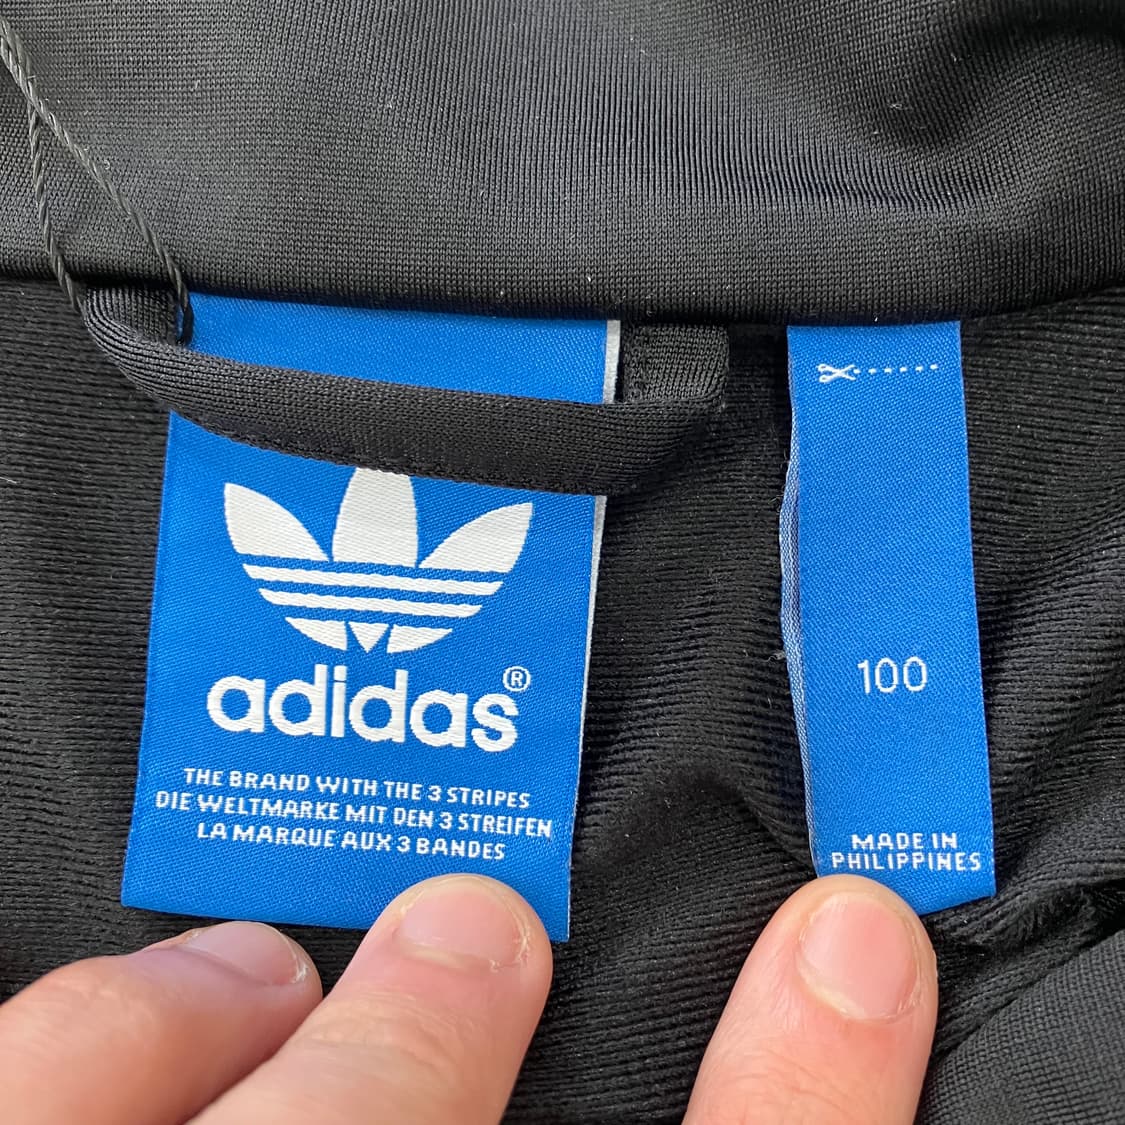 adidas®
THE BRAND WITH THE 3 STRIPES
DIE WELTMARKE MIT DEN 3 STREIFEN
LA MARQUE AUX 3 BANDES
100
MADE IN
PHILIPPINES